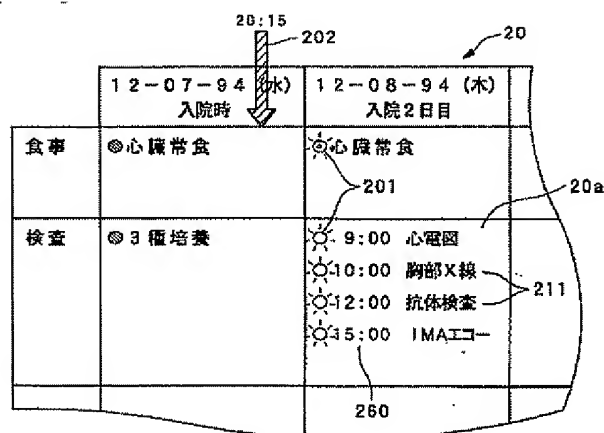 20:15
202
20
12-07-94 (水)
入院時
12-08-94 (木)
入院2日目
食事
◎心臓常食
心臓常食
201
20a
検査
◎3種培養
9:00 心電図
10:00 胸部X線
12:00 抗体検査
211
15:00 IMAエコー
260